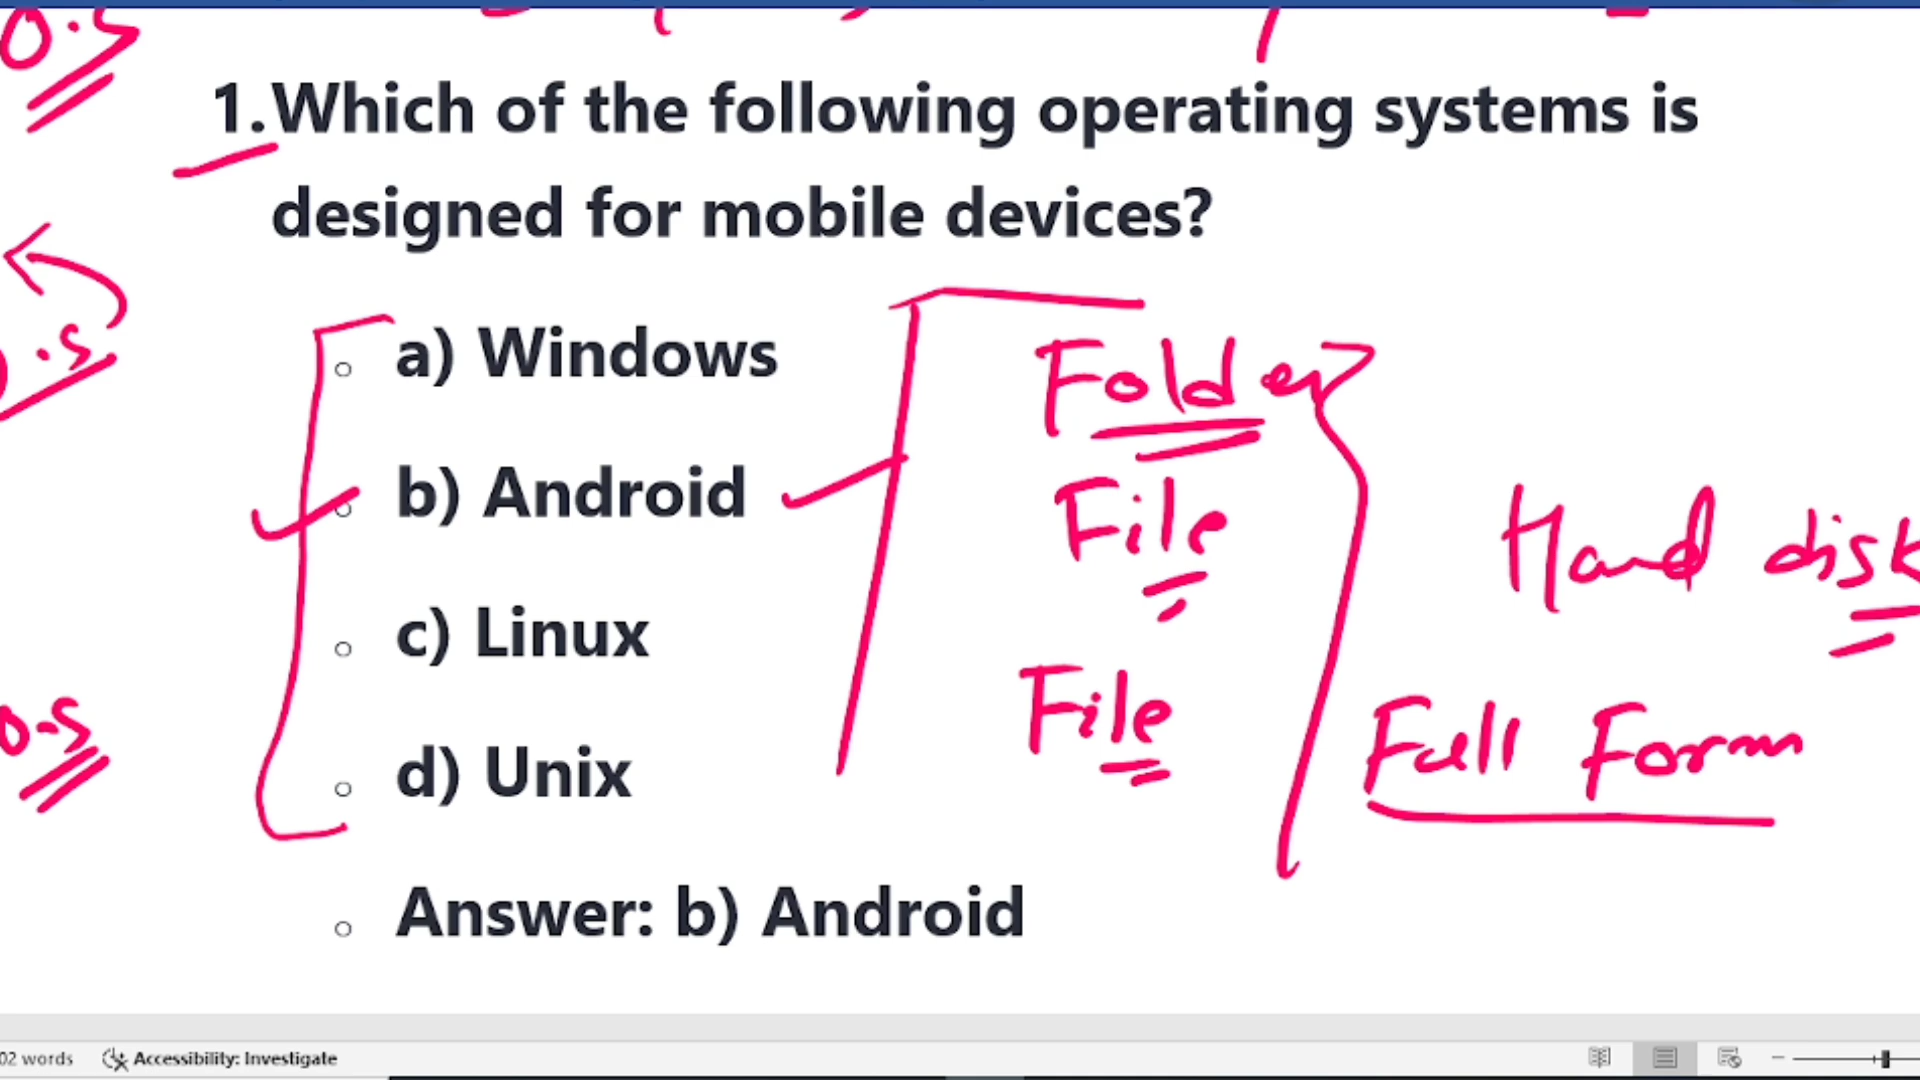 O.S
1.Which of the following operating systems is
designed for mobile devices?
a) Windows
Folder
.S
b) Android
File
Hard disk
c) Linux
File
O.S
Full Form
d) Unix
Answer: b) Android
02 words Accessibility: Investigate